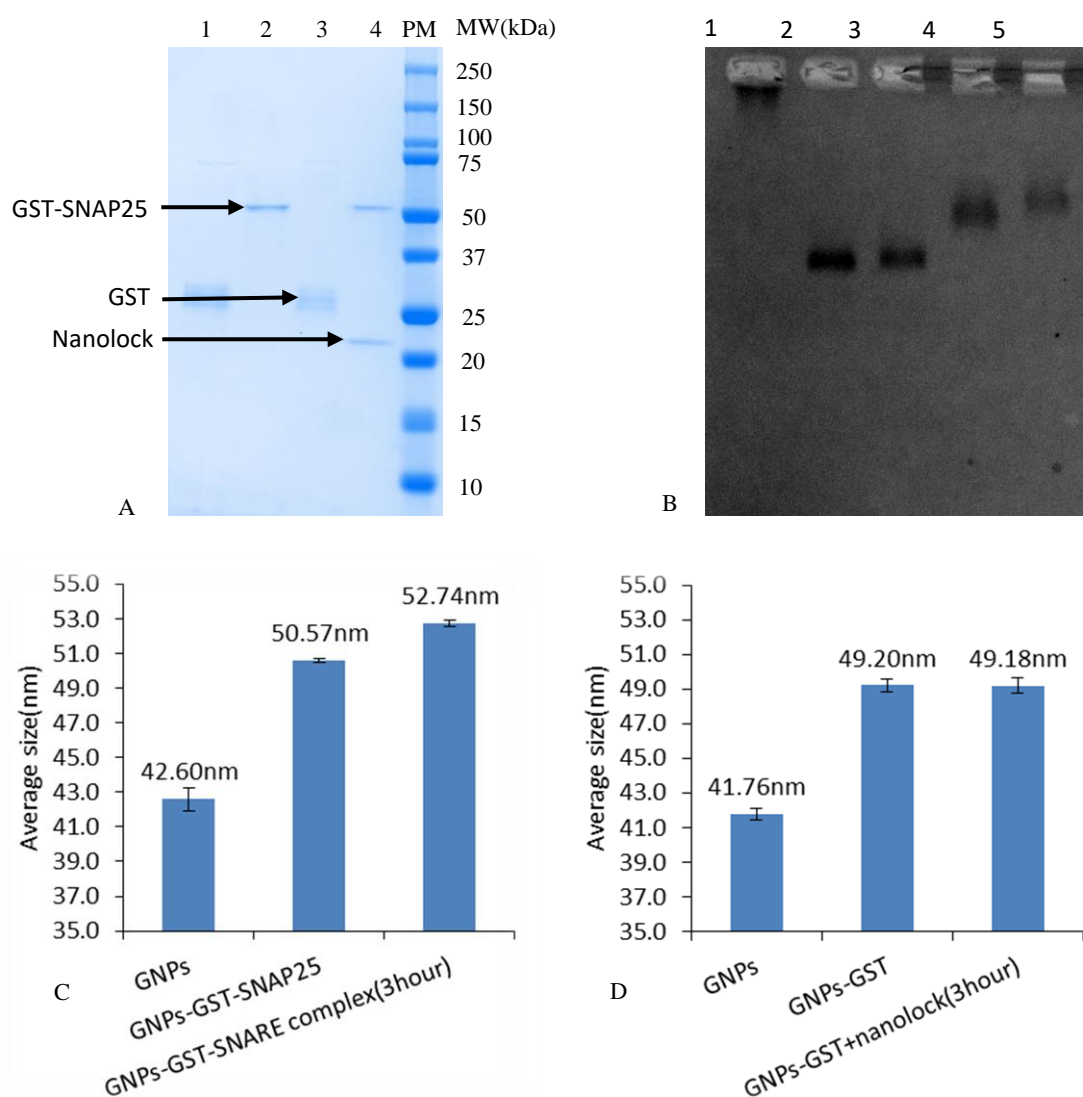 1 2 3 4 PM MW(kDa)
250
150
100
75
GST-SNAP25
50
37
GST
25
Nanolock
20
15
10
A
1 2 3 4 5
B
55.0
53.0
51.0
49.0
47.0
45.0
43.0
41.0
39.0
37.0
35.0
Average size(nm)
42.60nm
50.57nm
52.74nm
GNPs
GNPs-GST-SNAP25
GNPs-GST-SNARE complex(3hour)
C
55.0
53.0
51.0
49.0
47.0
45.0
43.0
41.0
39.0
37.0
35.0
Average size(nm)
41.76nm
49.20nm
49.18nm
GNPs
GNPs-GST
GNPs-GST+nanolock(3hour)
D